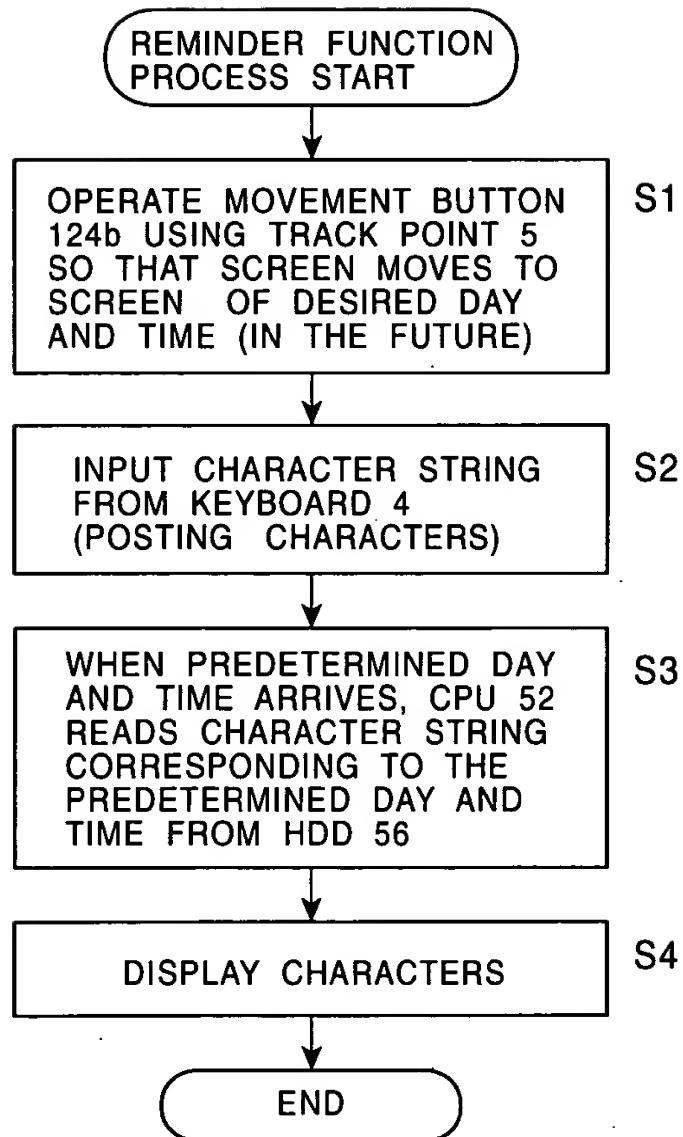 REMINDER FUNCTION
PROCESS START
OPERATE MOVEMENT BUTTON
124b USING TRACK POINT 5
SO THAT SCREEN MOVES TO
SCREEN OF DESIRED DAY
AND TIME (IN THE FUTURE)
S1
INPUT CHARACTER STRING
FROM KEYBOARD 4
(POSTING CHARACTERS)
S2
WHEN PREDETERMINED DAY
AND TIME ARRIVES, CPU 52
READS CHARACTER STRING
CORRESPONDING TO THE
PREDETERMINED DAY AND
TIME FROM HDD 56
S3
DISPLAY CHARACTERS
S4
END